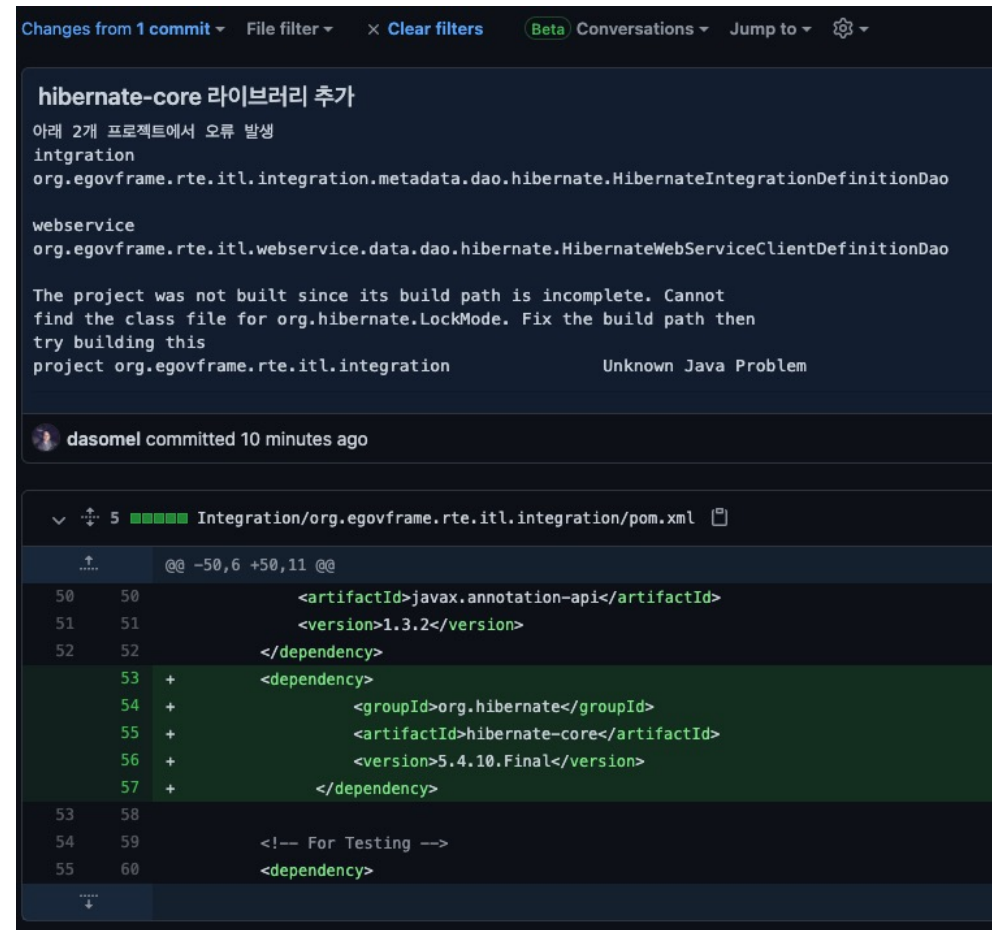 Changes from 1 commit File filter × Clear filters Beta Conversations Jump to
hibernate-core 라이브러리 추가
아래 2개 프로젝트에서 오류 발생
intgration
org.egovframe.rte.itl.integration.metadata.dao.hibernate.HibernateIntegrationDefinitionDao
webservice
org.egovframe.rte.itl.webservice.data.dao.hibernate.HibernateWebServiceClientDefinitionDao
The project was not built since its build path is incomplete. Cannot
find the class file for org.hibernate.LockMode. Fix the build path then
try building this
project org.egovframe.rte.itl.integration Unknown Java Problem
dasomel committed 10 minutes ago
5 Integration/org.egovframe.rte.itl.integration/pom.xml
@@ -50,6 +50,11 @@
50 50 <artifactId>javax.annotation-api</artifactId>
51 51 <version>1.3.2</version>
52 52 </dependency>
53 + <dependency>
54 + <groupId>org.hibernate</groupId>
55 + <artifactId>hibernate-core</artifactId>
56 + <version>5.4.10.Final</version>
57 + </dependency>
53 58
54 59 <!-- For Testing -->
55 60 <dependency>